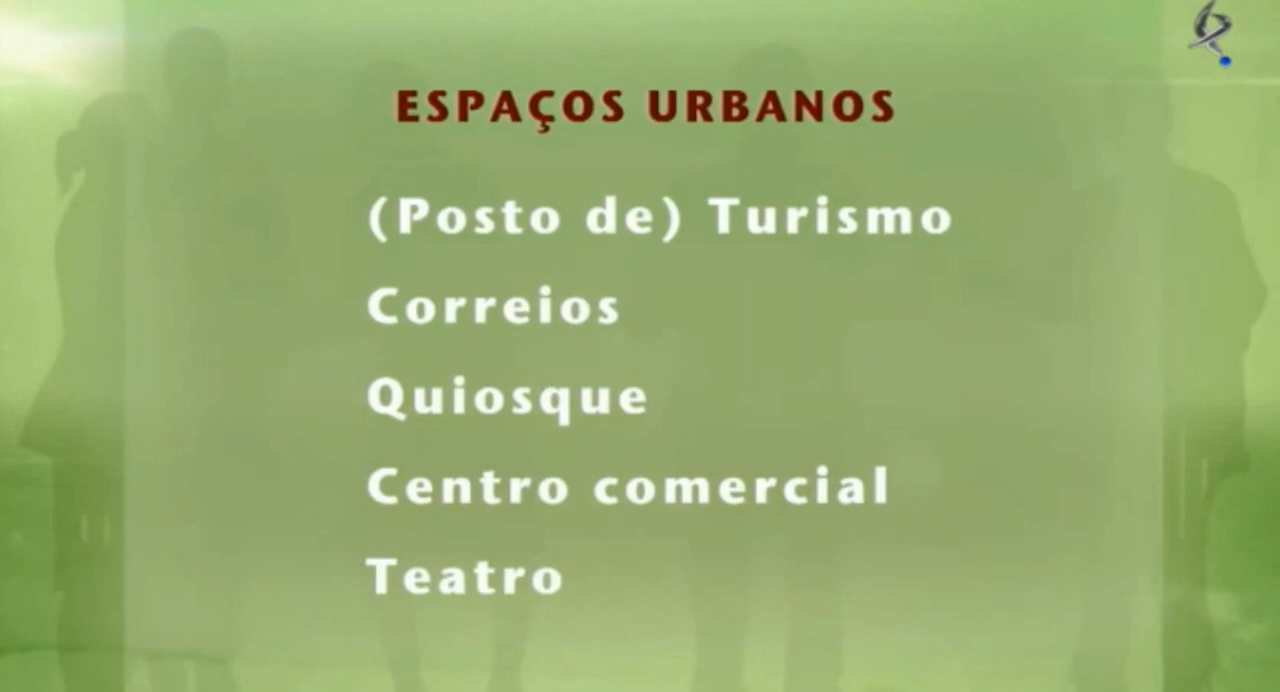 ESPAÇOS URBANOS
(Posto de) Turismo
Correios
Quiosque
Centro comercial
Teatro